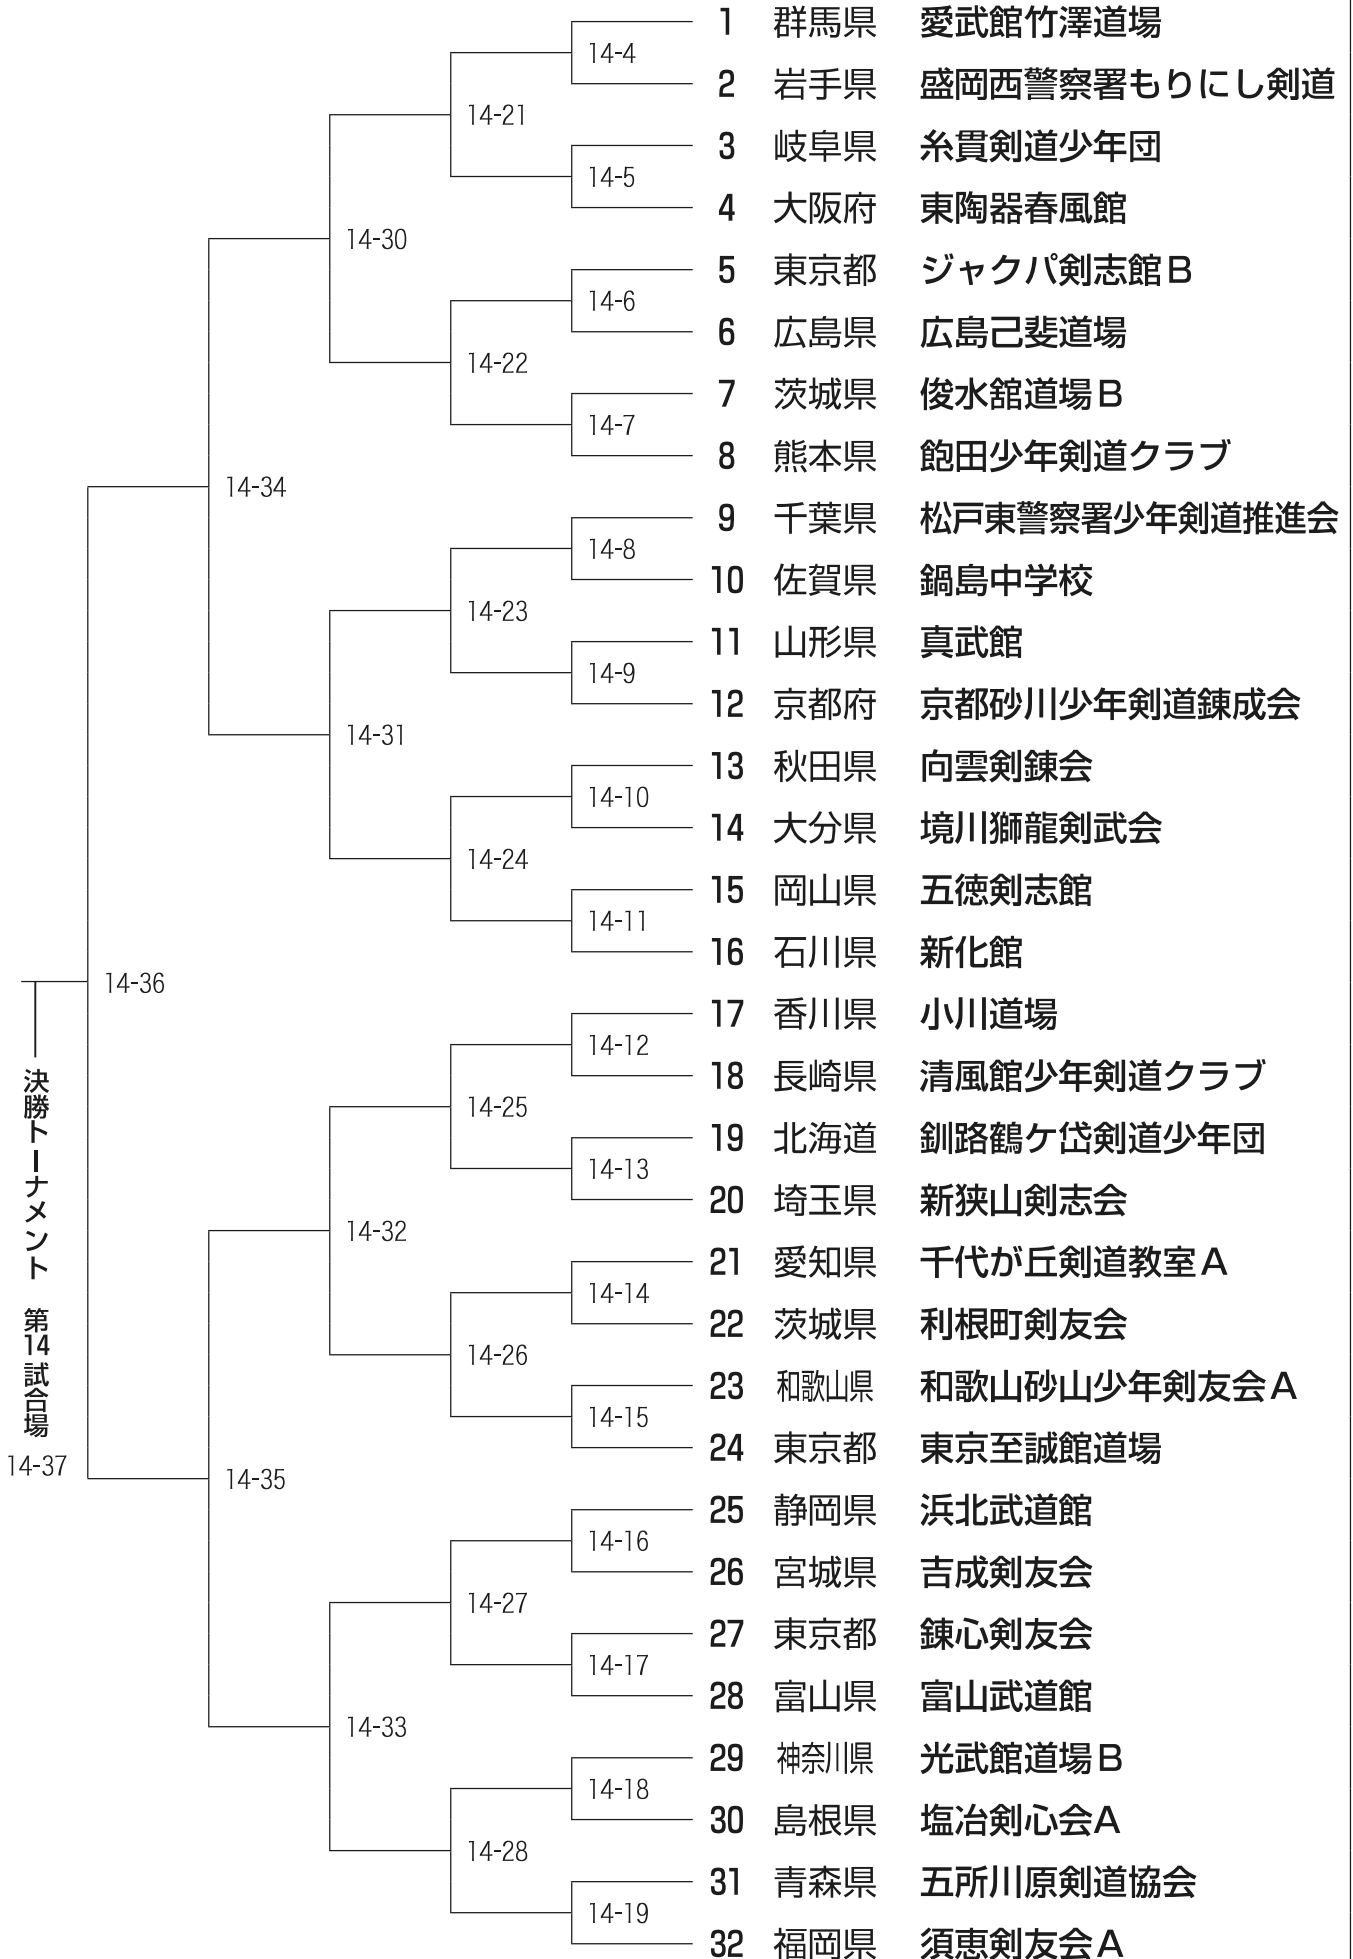 1 群馬県 愛武館竹澤道場
14-4
2 岩手県 盛岡西警察署もりにし剣道
14-21
3 岐阜県 糸貫剣道少年団
14-5
4 大阪府 東陶器春風館
14-30
5 東京都 ジャクパ剣志館B
14-6
6 広島県 広島己斐道場
14-22
7 茨城県 俊水舘道場B
14-7
8 熊本県 飽田少年剣道クラブ
14-34
9 千葉県 松戸東警察署少年剣道推進会
14-8
10 佐賀県 鍋島中学校
14-23
11 山形県 真武館
14-9
12 京都府 京都砂川少年剣道錬成会
14-31
13 秋田県 向雲剣錬会
14-10
14 大分県 境川獅龍剣武会
14-24
15 岡山県 五徳剣志館
14-11
16 石川県 新化館
14-36
17 香川県 小川道場
14-12
18 長崎県 清風館少年剣道クラブ
14-25
19 北海道 釧路鶴ケ岱剣道少年団
14-13
20 埼玉県 新狭山剣志会
14-32
21 愛知県 千代が丘剣道教室A
14-14
22 茨城県 利根町剣友会
14-26
23 和歌山県 和歌山砂山少年剣友会A
14-15
24 東京都 東京至誠館道場
14-35
25 静岡県 浜北武道館
14-16
26 宮城県 吉成剣友会
14-27
27 東京都 錬心剣友会
14-17
28 富山県 富山武道館
14-33
29 神奈川県 光武館道場B
14-18
30 島根県 塩冶剣心会A
14-28
31 青森県 五所川原剣道協会
14-19
32 福岡県 須恵剣友会A
決勝トーナメント 第14試合場
14-37